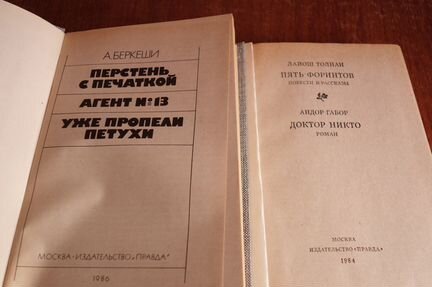 А. БЕРКЕШИ
ПЕРСТЕНЬ
С ПЕЧАТКОЙ
АГЕНТ №13
УЖЕ ПРОПЕЛИ
ПЕТУХИ
МОСКВА · ИЗДАТЕЛЬСТВО „ПРАВДА"
1986
ЛАЙОШ ТОЛНАИ
ПЯТЬ ФОРИНТОВ
ПОВЕСТИ И РАССКАЗЫ
АНДОР ГАБОР
ДОКТОР НИКТО
РОМАН
МОСКВА
ИЗДАТЕЛЬСТВО «ПРАВДА»
1984